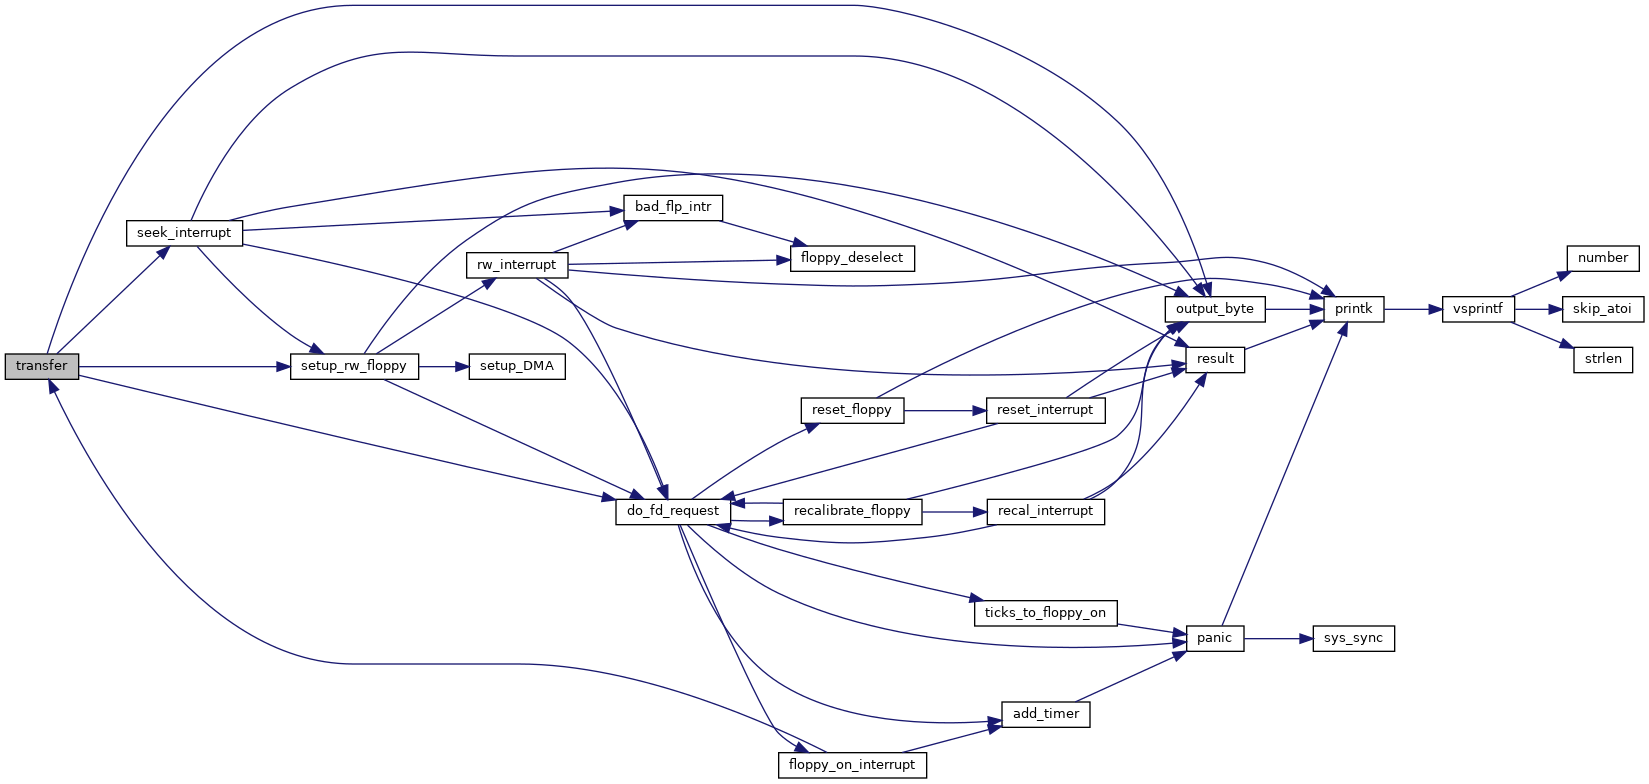 transfer
seek_interrupt
setup_rw_floppy
rw_interrupt
setup_DMA
bad_flp_intr
floppy_deselect
do_fd_request
reset_floppy
reset_interrupt
recalibrate_floppy
recal_interrupt
ticks_to_floppy_on
add_timer
floppy_on_interrupt
output_byte
result
panic
printk
sys_sync
vsprintf
number
skip_atoi
strlen